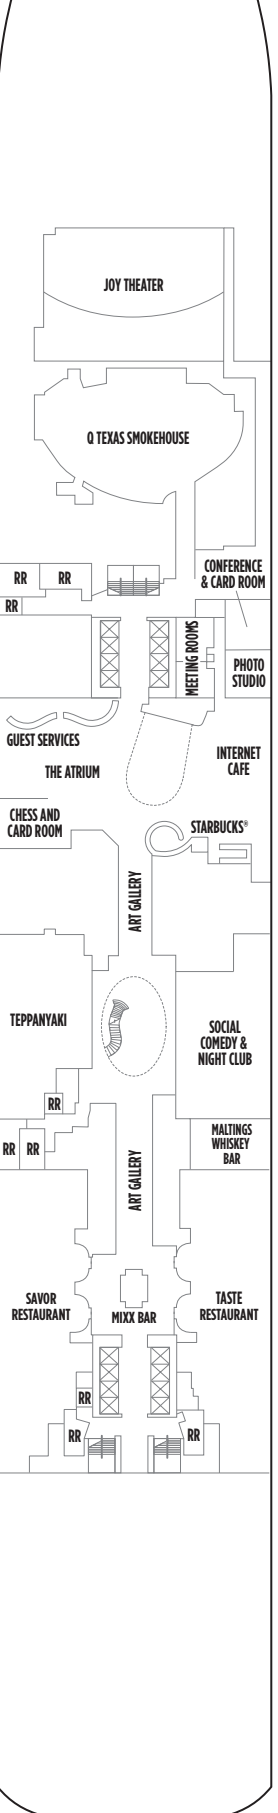 JOY THEATER
Q TEXAS SMOKEHOUSE
RR
RR
CONFERENCE
& CARD ROOM
RR
MEETING ROOMS
PHOTO
STUDIO
GUEST SERVICES
THE ATRIUM
INTERNET
CAFE
CHESS AND
CARD ROOM
STARBUCKS®
ART GALLERY
TEPPANYAKI
SOCIAL
COMEDY &
NIGHT CLUB
RR
RR
RR
MALTINGS
WHISKEY
BAR
ART GALLERY
SAVOR
RESTAURANT
MIXX BAR
TASTE
RESTAURANT
RR
RR
RR